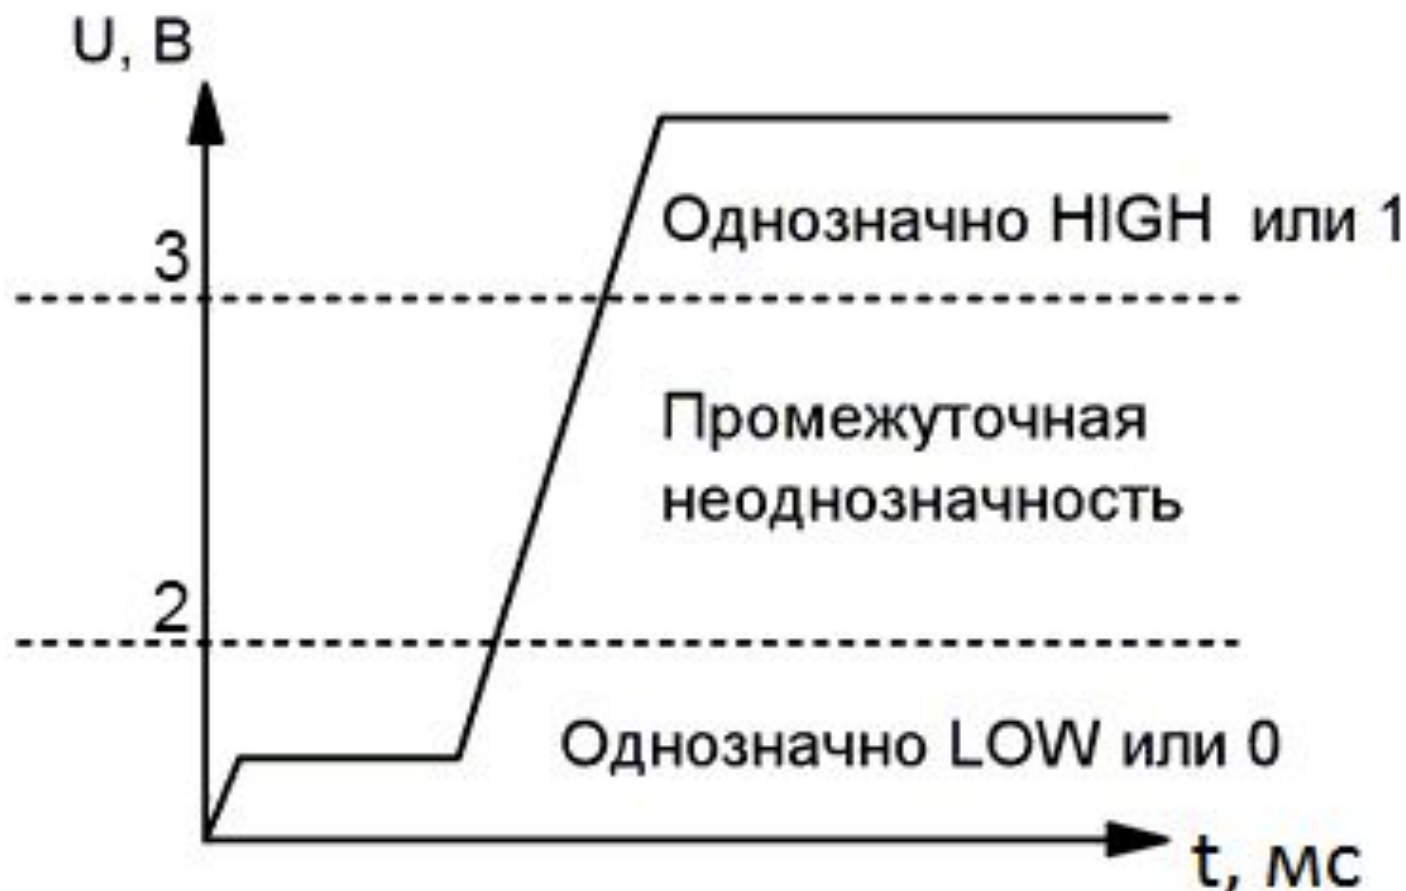 U, В
Однозначно HIGH или 1
3
Промежуточная
неоднозначность
2
Однозначно LOW или 0
t, мс